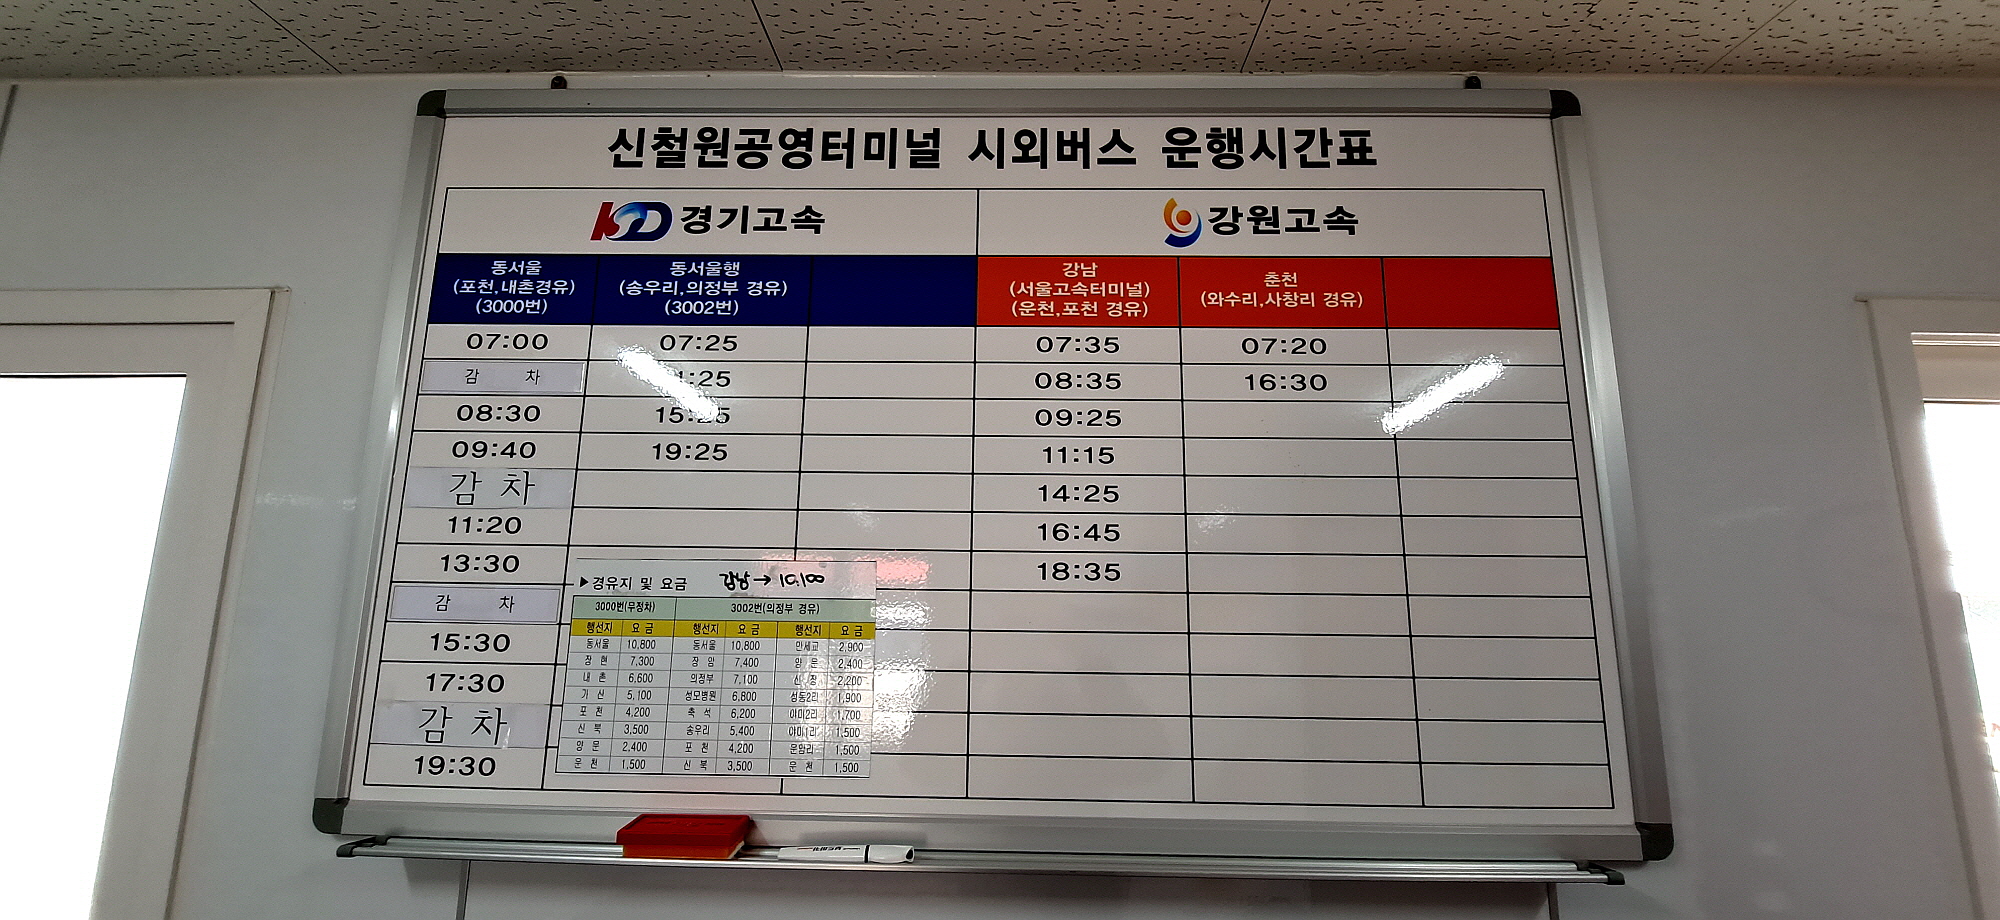 신철원공영터미널 시외버스 운행시간표
KD 경기고속
강원고속
동서울
(포천,내촌경유)
(3000번)
동서울행
(송우리,의정부 경유)
(3002번)
강남
(서울고속터미널)
(운천,포천 경유)
춘천
(와수리,사창리 경유)
07:00 07:25 07:35 07:20
감 차 :25 08:35 16:30
08:30 15:25 09:25
09:40 19:25 11:15
감 차 14:25
11:20 16:45
13:30 18:35
감 차
15:30
17:30
감 차
19:30
▶경유지 및 요금 강남→10,100
3000번(무정차) 3002번(의정부 경유)
행선지 요 금 행선지 요 금 행선지 요 금
동서울 10,800 동서울 10,800 만세교 2,900
장 현 7,300 장 암 7,400 양 문 2,400
내 촌 6,600 의정부 7,100 신 장 2,200
기 산 5,100 성모병원 6,800 성동2리 1,900
포 천 4,200 축 석 6,200 야미2리 1,700
신 북 3,500 송우리 5,400 야미1리 1,500
양 문 2,400 포 천 4,200 운암리 1,500
운 천 1,500 신 북 3,500 운 천 1,500